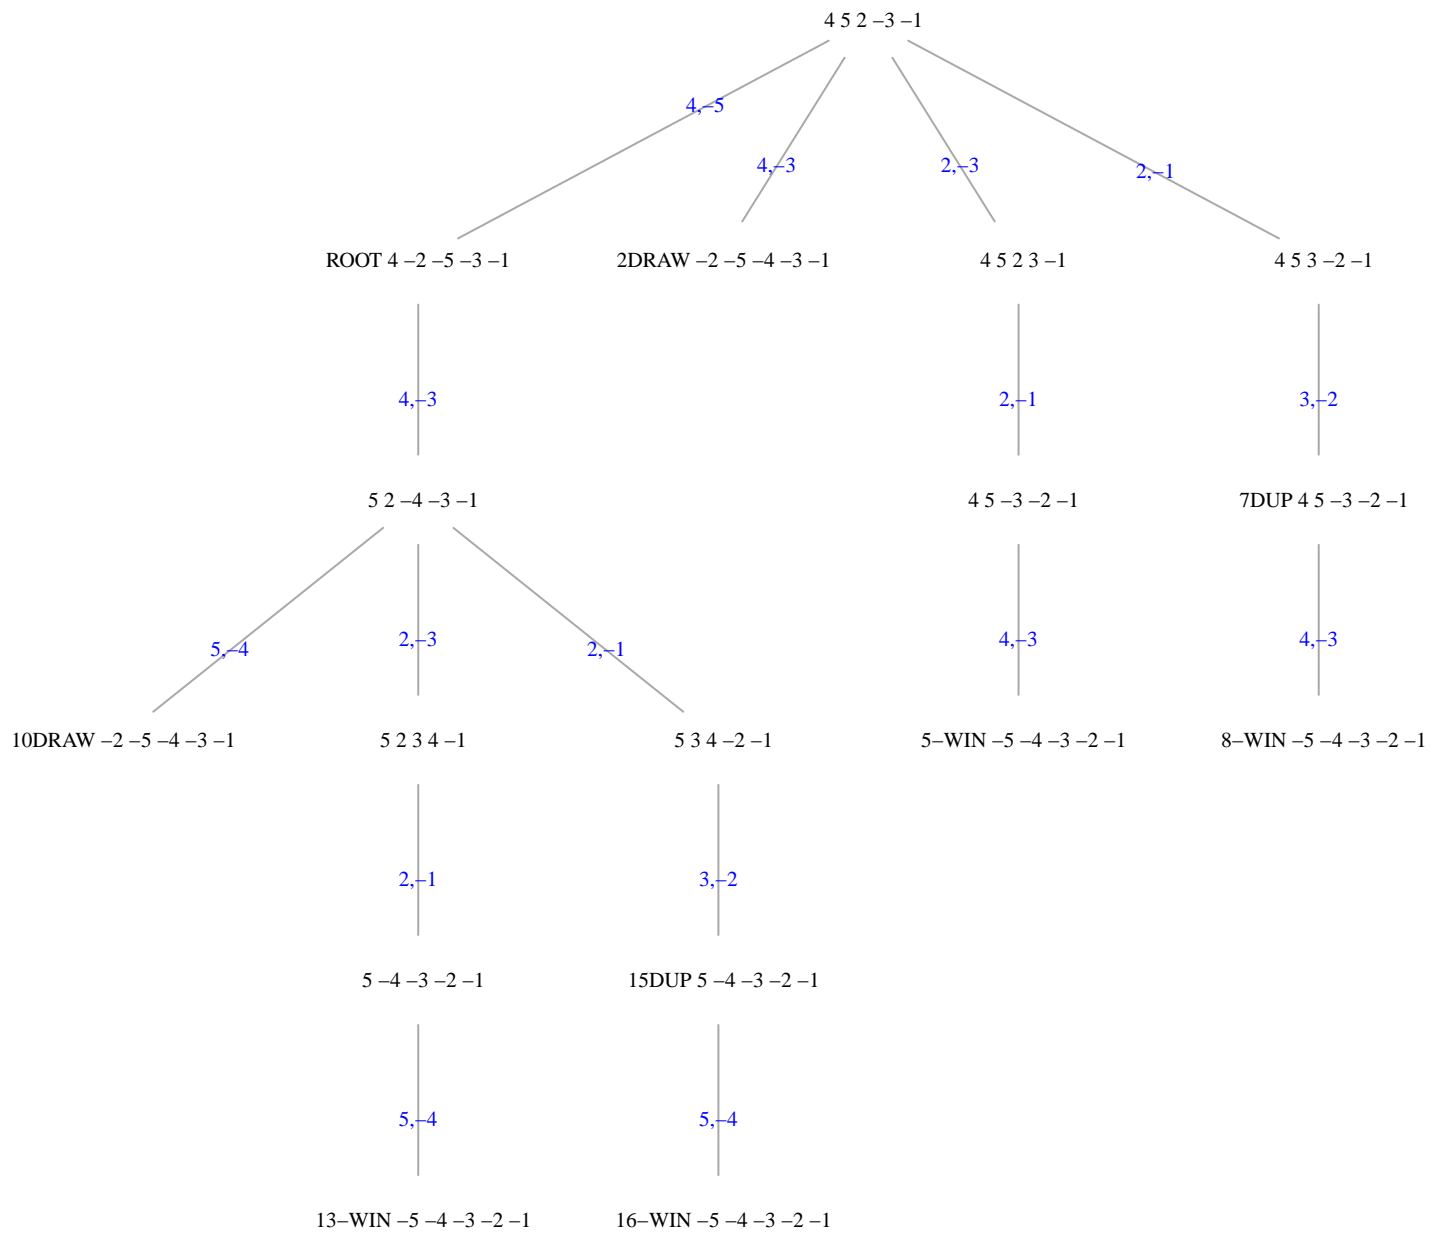 4 5 2 –3 –1
4,–5
4,–3
2,–3
2,–1
ROOT 4 –2 –5 –3 –1
2DRAW –2 –5 –4 –3 –1
4 5 2 3 –1
4 5 3 –2 –1
4,–3
2,–1
3,–2
5 2 –4 –3 –1
4 5 –3 –2 –1
7DUP 4 5 –3 –2 –1
5,–4
2,–3
2,–1
4,–3
4,–3
10DRAW –2 –5 –4 –3 –1
5 2 3 4 –1
5 3 4 –2 –1
5–WIN –5 –4 –3 –2 –1
8–WIN –5 –4 –3 –2 –1
2,–1
3,–2
5 –4 –3 –2 –1
15DUP 5 –4 –3 –2 –1
5,–4
5,–4
13–WIN –5 –4 –3 –2 –1
16–WIN –5 –4 –3 –2 –1